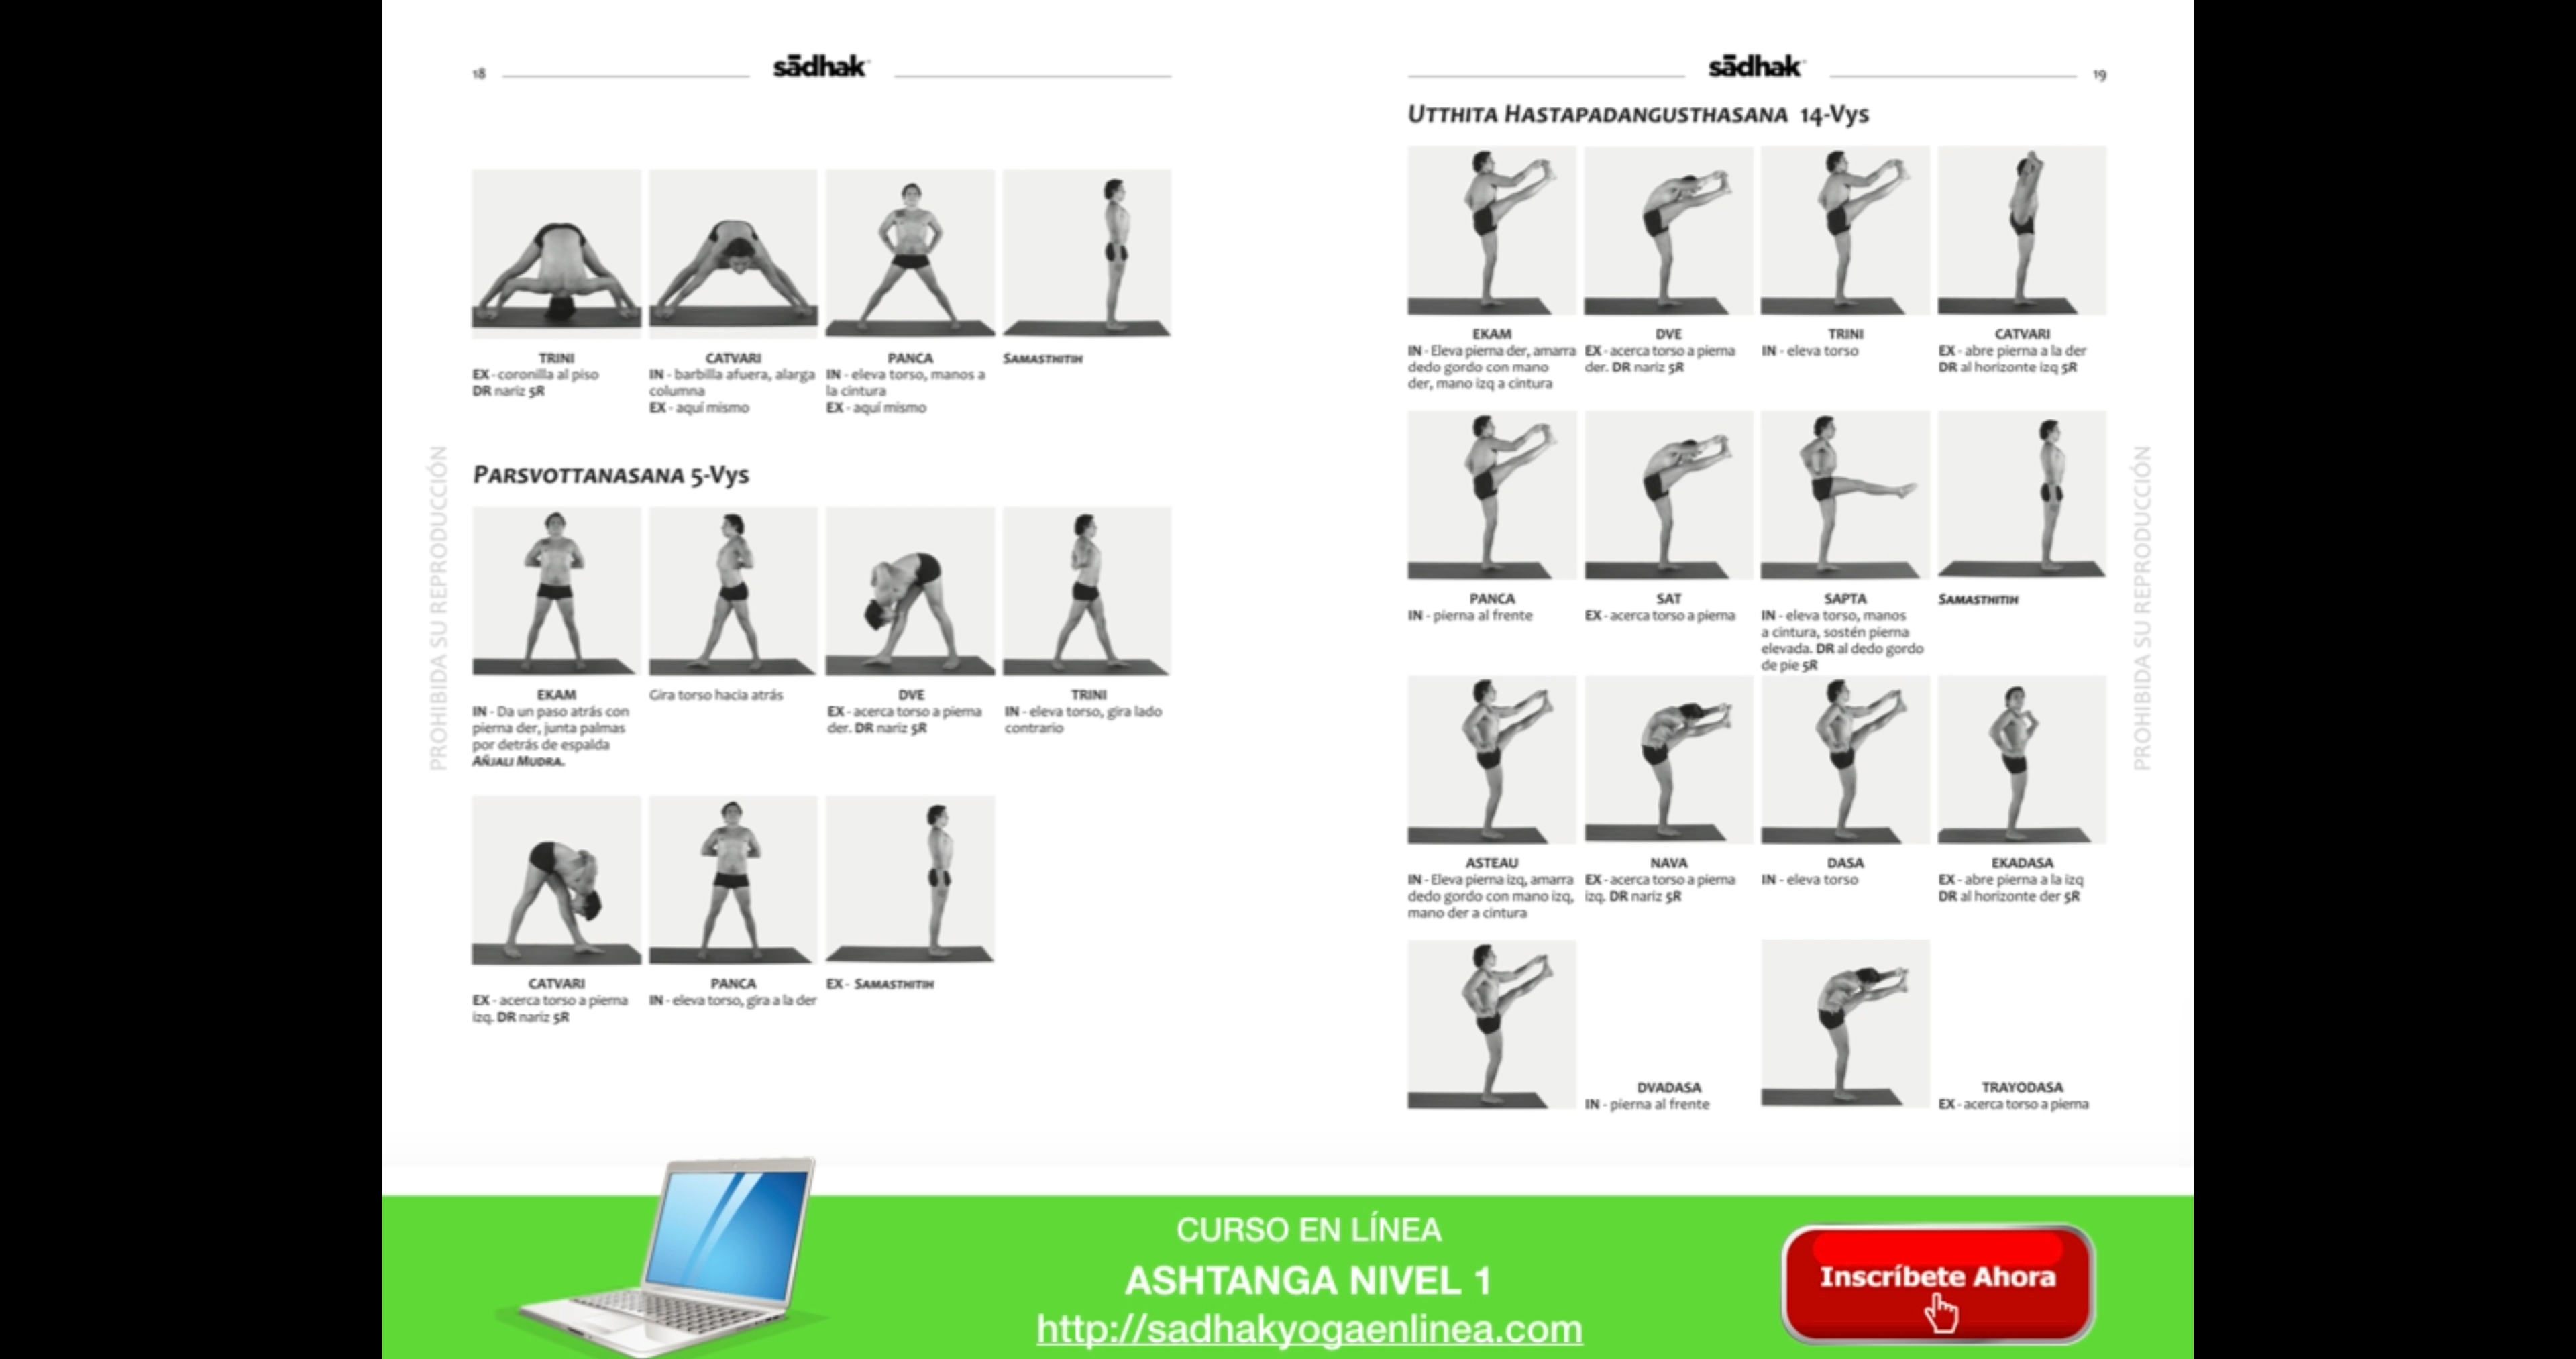 18
sādhak
TRINI
EX - coronilla al piso
DR nariz 5R
CATVARI
IN - barbilla afuera, alarga
columna
EX - aquí mismo
PANCA
IN - eleva torso, manos a
la cintura
EX - aquí mismo
SAMASTHITIH
PARSVOTTANASANA 5-Vys
EKAM
IN - Da un paso atrás con
pierna der, junta palmas
por detrás de espalda
AÑJALI MUDRA.
Gira torso hacia atrás
DVE
EX - acerca torso a pierna
der. DR nariz 5R
TRINI
IN - eleva torso, gira lado
contrario
CATVARI
EX - acerca torso a pierna
izq. DR nariz 5R
PANCA
IN - eleva torso, gira a la der
EX - SAMASTHITIH
PROHIBIDA SU REPRODUCCIÓN
sādhak
19
UTTHITA HASTAPADANGUSTHASANA 14-Vys
EKAM
IN - Eleva pierna der, amarra
dedo gordo con mano
der, mano izq a cintura
DVE
EX - acerca torso a pierna
der. DR nariz 5R
TRINI
IN - eleva torso
CATVARI
EX - abre pierna a la der
DR al horizonte izq 5R
PANCA
IN - pierna al frente
SAT
EX - acerca torso a pierna
SAPTA
IN - eleva torso, manos
a cintura, sostén pierna
elevada. DR al dedo gordo
de pie 5R
SAMASTHITIH
ASTEAU
IN - Eleva pierna izq, amarra
dedo gordo con mano izq,
mano der a cintura
NAVA
EX - acerca torso a pierna
izq. DR nariz 5R
DASA
IN - eleva torso
EKADASA
EX - abre pierna a la izq
DR al horizonte der 5R
DVADASA
IN - pierna al frente
TRAYODASA
EX - acerca torso a pierna
PROHIBIDA SU REPRODUCCIÓN
CURSO EN LÍNEA
ASHTANGA NIVEL 1
http://sadhakyogaenlinea.com
Inscríbete Ahora